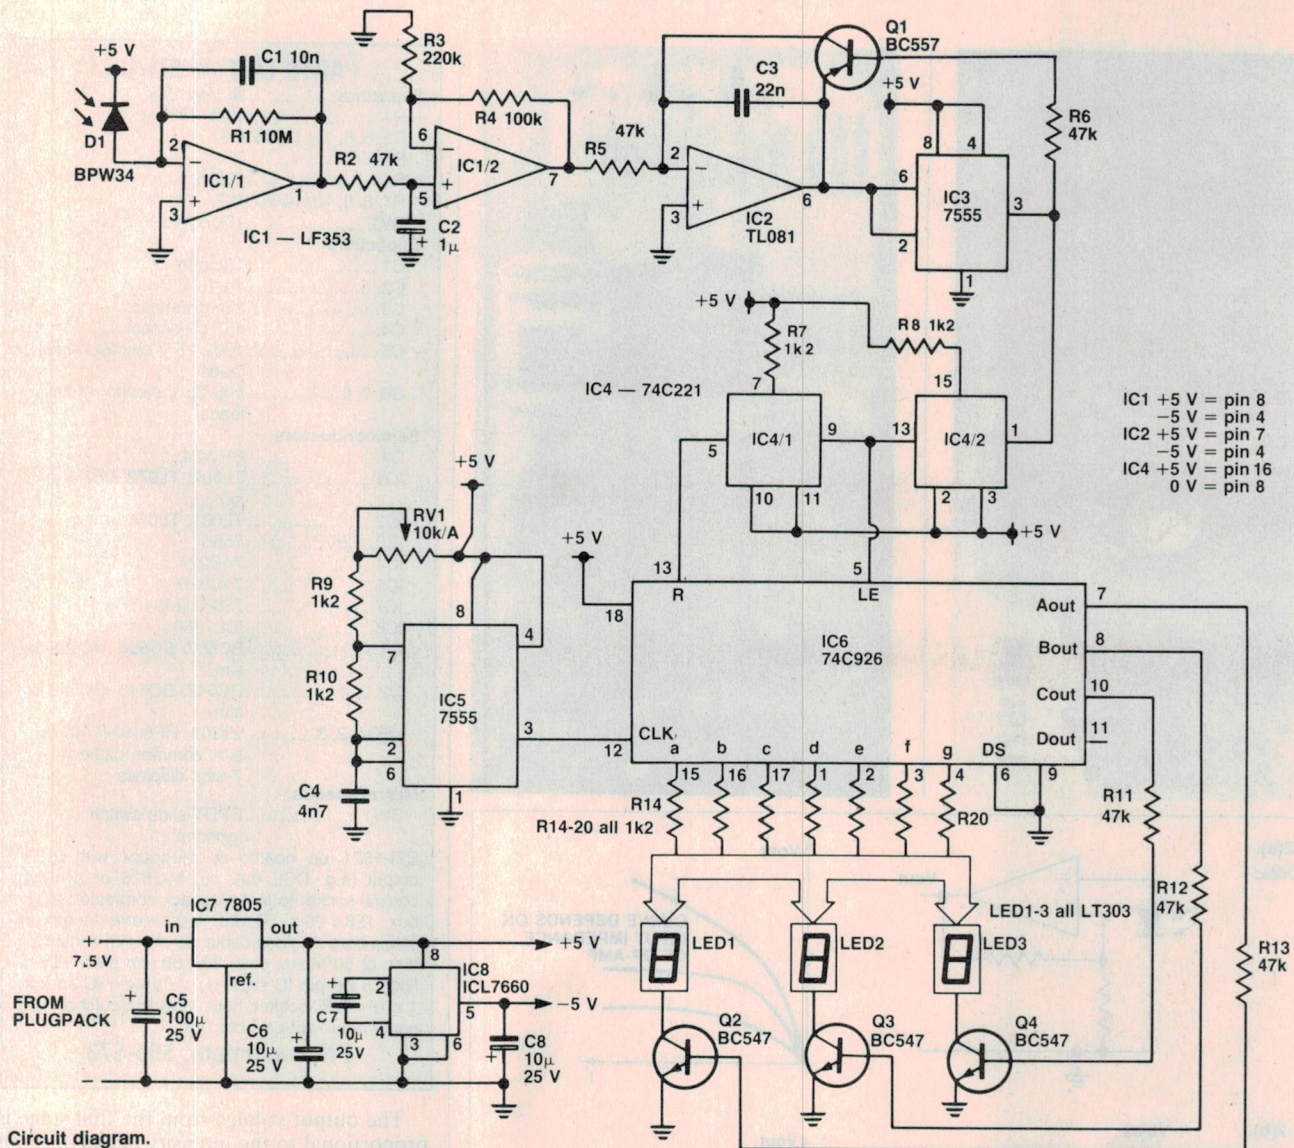 +5 V
C1 10n
R3
220k
Q1
BC557
C3
22n
+5 V
R1 10M
D1
BPW34
R4 100k
47k
R5
R6
47k
2
3
IC1/1
1
R2 47k
6
5
IC1/2
7
2
3
6
IC2
TL081
8
4
6
2
IC3
7555
3
1
IC1 — LF353
C2
1µ
+
+5 V
R7
1k2
R8 1k2
7
15
IC4 — 74C221
5
IC4/1
9
13
IC4/2
1
10
11
2
3
+5 V
IC1 +5 V = pin 8
−5 V = pin 4
IC2 +5 V = pin 7
−5 V = pin 4
IC4 +5 V = pin 16
0 V = pin 8
+5 V
RV1
10k/A
+5 V
R9
1k2
8
4
7
R10
1k2
IC5
7555
2
6
3
1
C4
4n7
13
R
5
LE
18
IC6
74C926
CLK
12
Aout
7
Bout
8
Cout
10
Dout
11
a b c d e f g DS
15 16 17 1 2 3 4 6 9
R14
R14-20 all 1k2
R20
R11
47k
R12
47k
R13
47k
LED1-3 all LT303
LED1
LED2
LED3
Q2
BC547
Q3
BC547
Q4
BC547
IC7 7805
in
out
ref
+
7.5 V
FROM
PLUGPACK
−
+
C5
100µ
25 V
C6
10µ
25 V
+
C7
10µ
25V
+
8
2
4
3
6
5
IC8
ICL7660
+5 V
−5 V
C8
10µ
25 V
+
Circuit diagram.